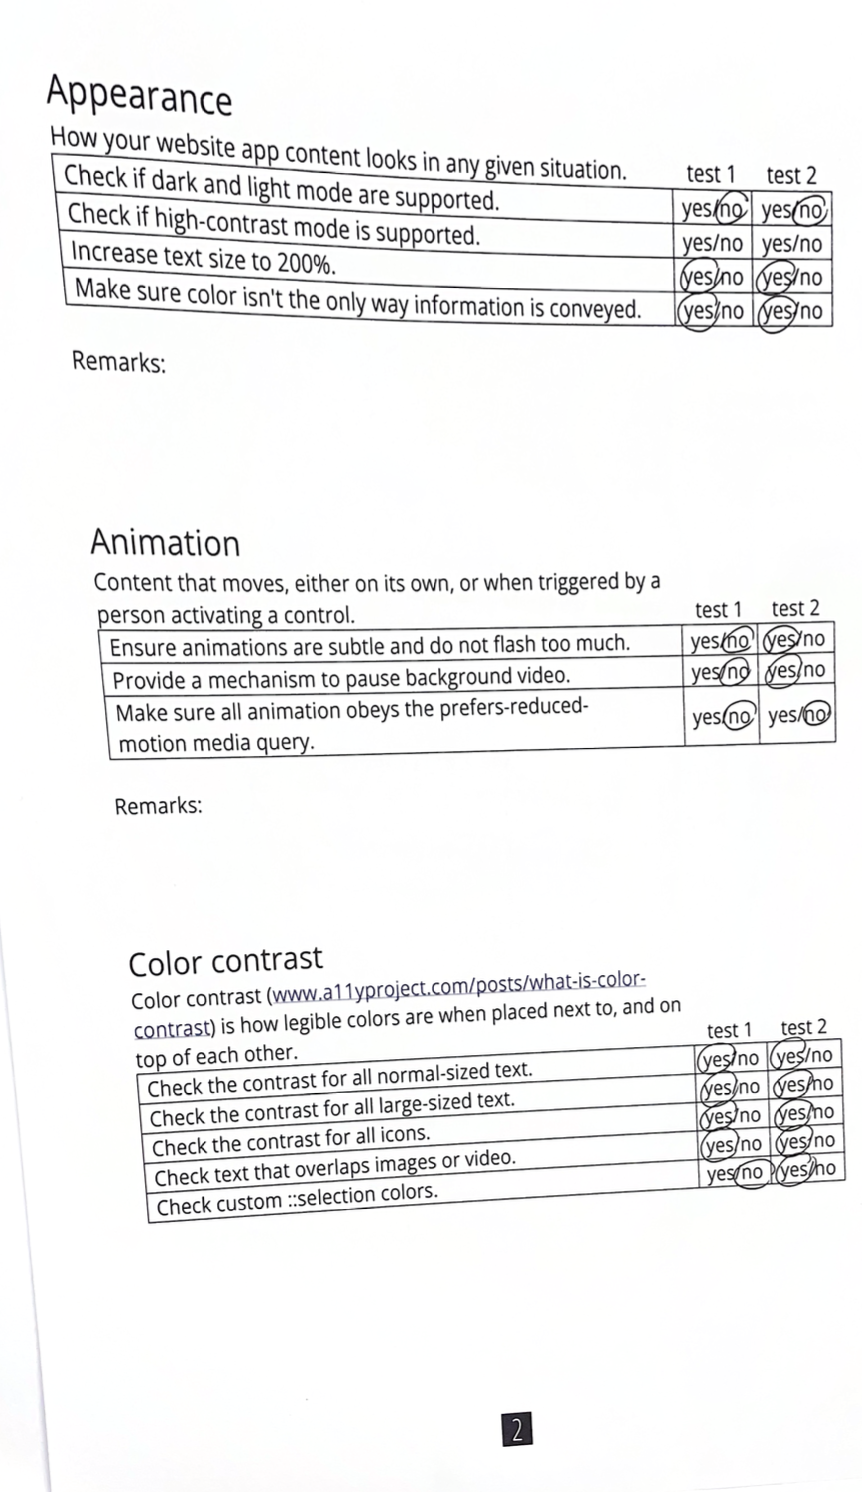 Appearance
How your website app content looks in any given situation. test 1 test 2
Check if dark and light mode are supported. yes/no yes/no
Check if high-contrast mode is supported. yes/no yes/no
Increase text size to 200%. yes/no yes/no
Make sure color isn't the only way information is conveyed. yes/no yes/no
Remarks:
Animation
Content that moves, either on its own, or when triggered by a
person activating a control. test 1 test 2
Ensure animations are subtle and do not flash too much. yes/no yes/no
Provide a mechanism to pause background video. yes/no yes/no
Make sure all animation obeys the prefers-reduced-
motion media query. yes/no yes/no
Remarks:
Color contrast
Color contrast (www.a11yproject.com/posts/what-is-color-
contrast) is how legible colors are when placed next to, and on
top of each other. test 1 test 2
Check the contrast for all normal-sized text. yes/no yes/no
Check the contrast for all large-sized text. yes/no yes/no
Check the contrast for all icons. yes/no yes/no
Check text that overlaps images or video. yes/no yes/no
Check custom ::selection colors. yes/no yes/no
2